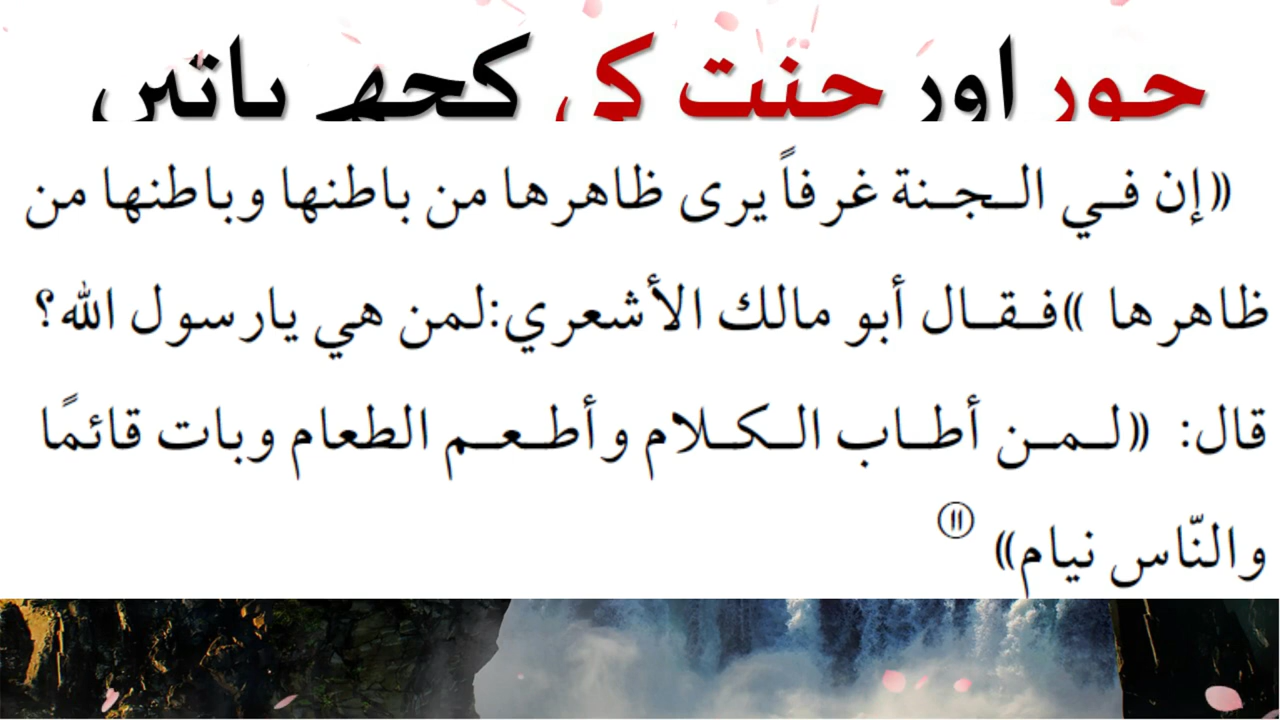 حور اور جنت کی کچھ باتیں
((إن في الجنة غرفاً يرى ظاهرها من باطنها وباطنها من
ظاهرها ))فقال أبو مالك الأشعري:لمن هي يارسول الله؟
قال: ((لمن أطاب الكلام وأطعم الطعام وبات قائمًا
والنّاس نيام)) ⑪